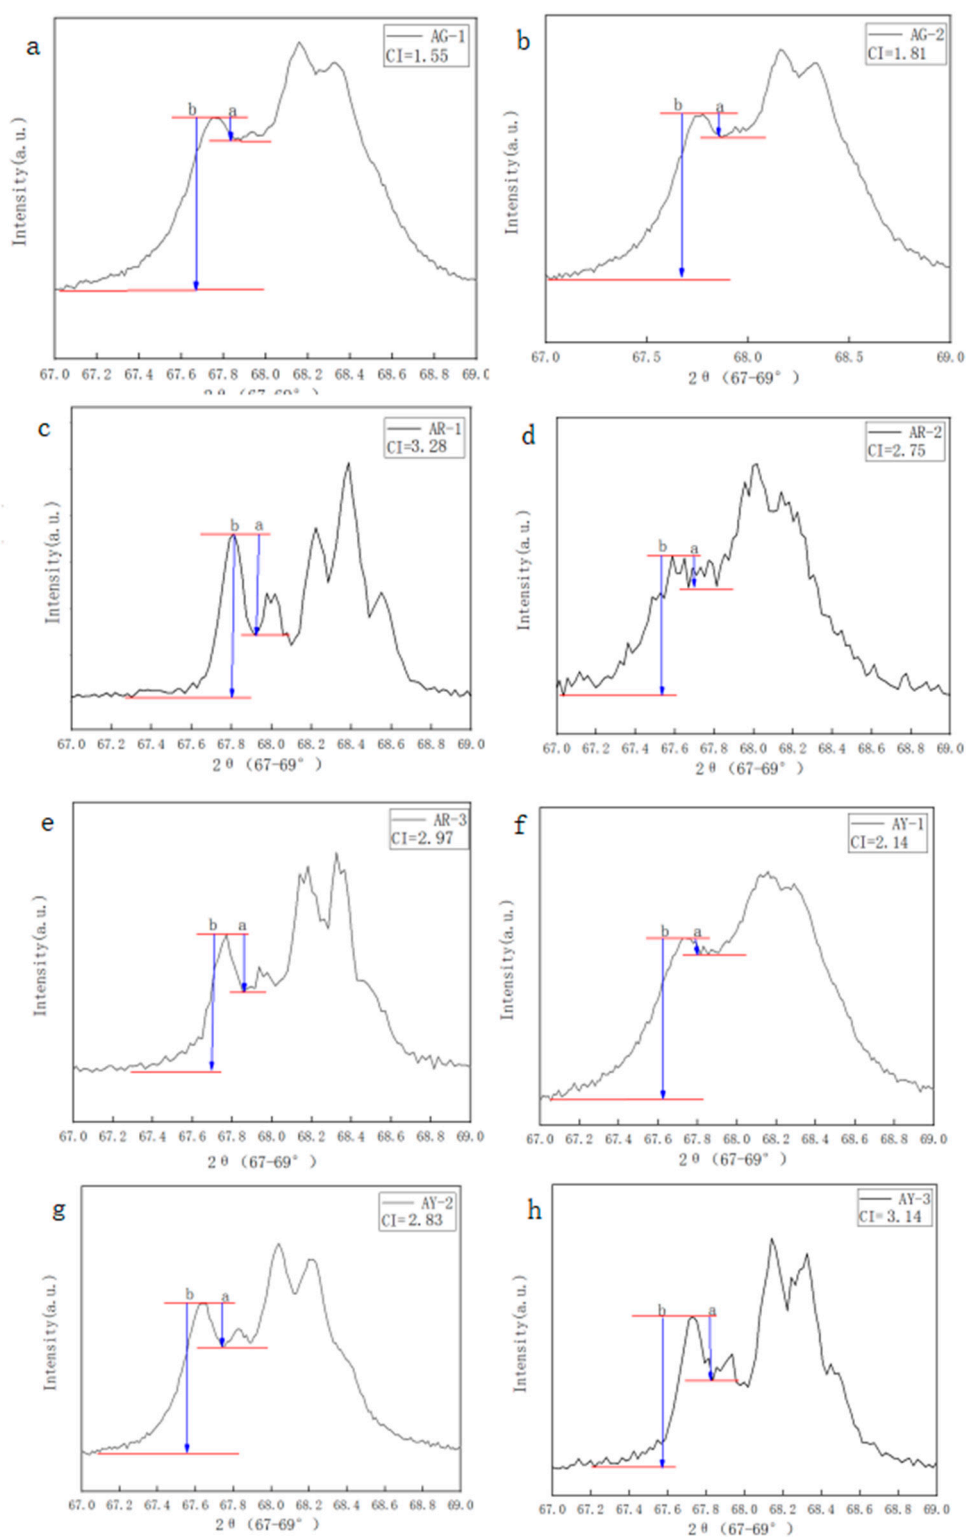 a
AG-1
CI=1.55
b
a
Intensity(a.u.)
67.0 67.2 67.4 67.6 67.8 68.0 68.2 68.4 68.6 68.8 69.0
2θ (67-69°)
b
AG-2
CI=1.81
b
a
Intensity(a.u.)
67.0 67.5 68.0 68.5 69.0
2θ (67-69°)
c
AR-1
CI=3.28
b
a
Intensity(a.u.)
67.0 67.2 67.4 67.6 67.8 68.0 68.2 68.4 68.6 68.8 69.0
2θ (67-69°)
d
AR-2
CI=2.75
b
a
Intensity(a.u.)
67.0 67.2 67.4 67.6 67.8 68.0 68.2 68.4 68.6 68.8 69.0
2θ (67-69°)
e
AR-3
CI=2.97
b
a
Intensity(a.u.)
67.0 67.2 67.4 67.6 67.8 68.0 68.2 68.4 68.6 68.8 69.0
2θ (67-69°)
f
AY-1
CI=2.14
b
a
Intensity(a.u.)
67.0 67.2 67.4 67.6 67.8 68.0 68.2 68.4 68.6 68.8 69.0
2θ (67-69°)
g
AY-2
CI=2.83
b
a
Intensity(a.u.)
67.0 67.2 67.4 67.6 67.8 68.0 68.2 68.4 68.6 68.8 69.0
2θ (67-69°)
h
AY-3
CI=3.14
b
a
Intensity(a.u.)
67.0 67.2 67.4 67.6 67.8 68.0 68.2 68.4 68.6 68.8 69.0
2θ (67-69°)